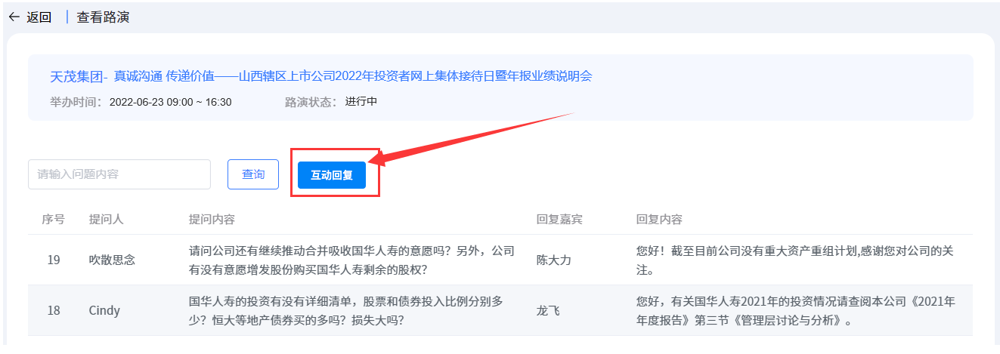 返回 查看路演
天茂集团- 真诚沟通 传递价值——山西辖区上市公司2022年投资者网上集体接待日暨年报业绩说明会
举办时间： 2022-06-23 09:00 ~ 16:30 路演状态： 进行中
请输入问题内容 查询 互动回复
序号 提问人 提问内容 回复嘉宾 回复内容
19 吹散思念 请问公司还有继续推动合并吸收国华人寿的意愿吗？另外，公司 陈大力 您好！截至目前公司没有重大资产重组计划,感谢您对公司的关
有没有意愿增发股份购买国华人寿剩余的股权？ 注。
18 Cindy 国华人寿的投资有没有详细清单，股票和债券投入比例分别多 龙飞 您好，有关国华人寿2021年的投资情况请查阅本公司《2021年
少？恒大等地产债券买的多吗？损失大吗？ 年度报告》第三节《管理层讨论与分析》。